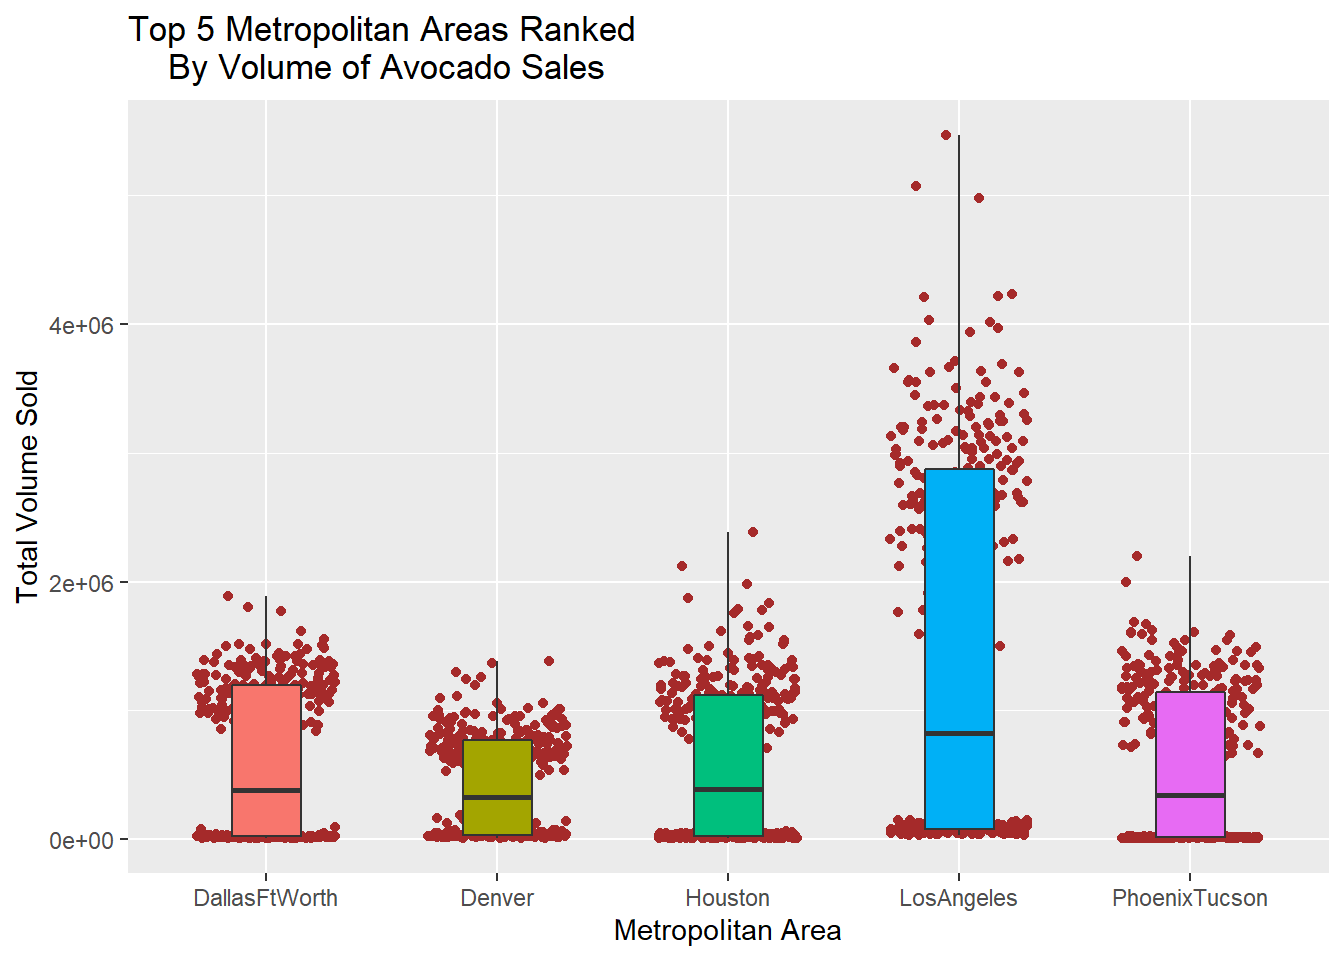 Top 5 Metropolitan Areas Ranked
By Volume of Avocado Sales
Total Volume Sold
4e+06
2e+06
0e+00
DallasFtWorth Denver Houston LosAngeles PhoenixTucson
Metropolitan Area